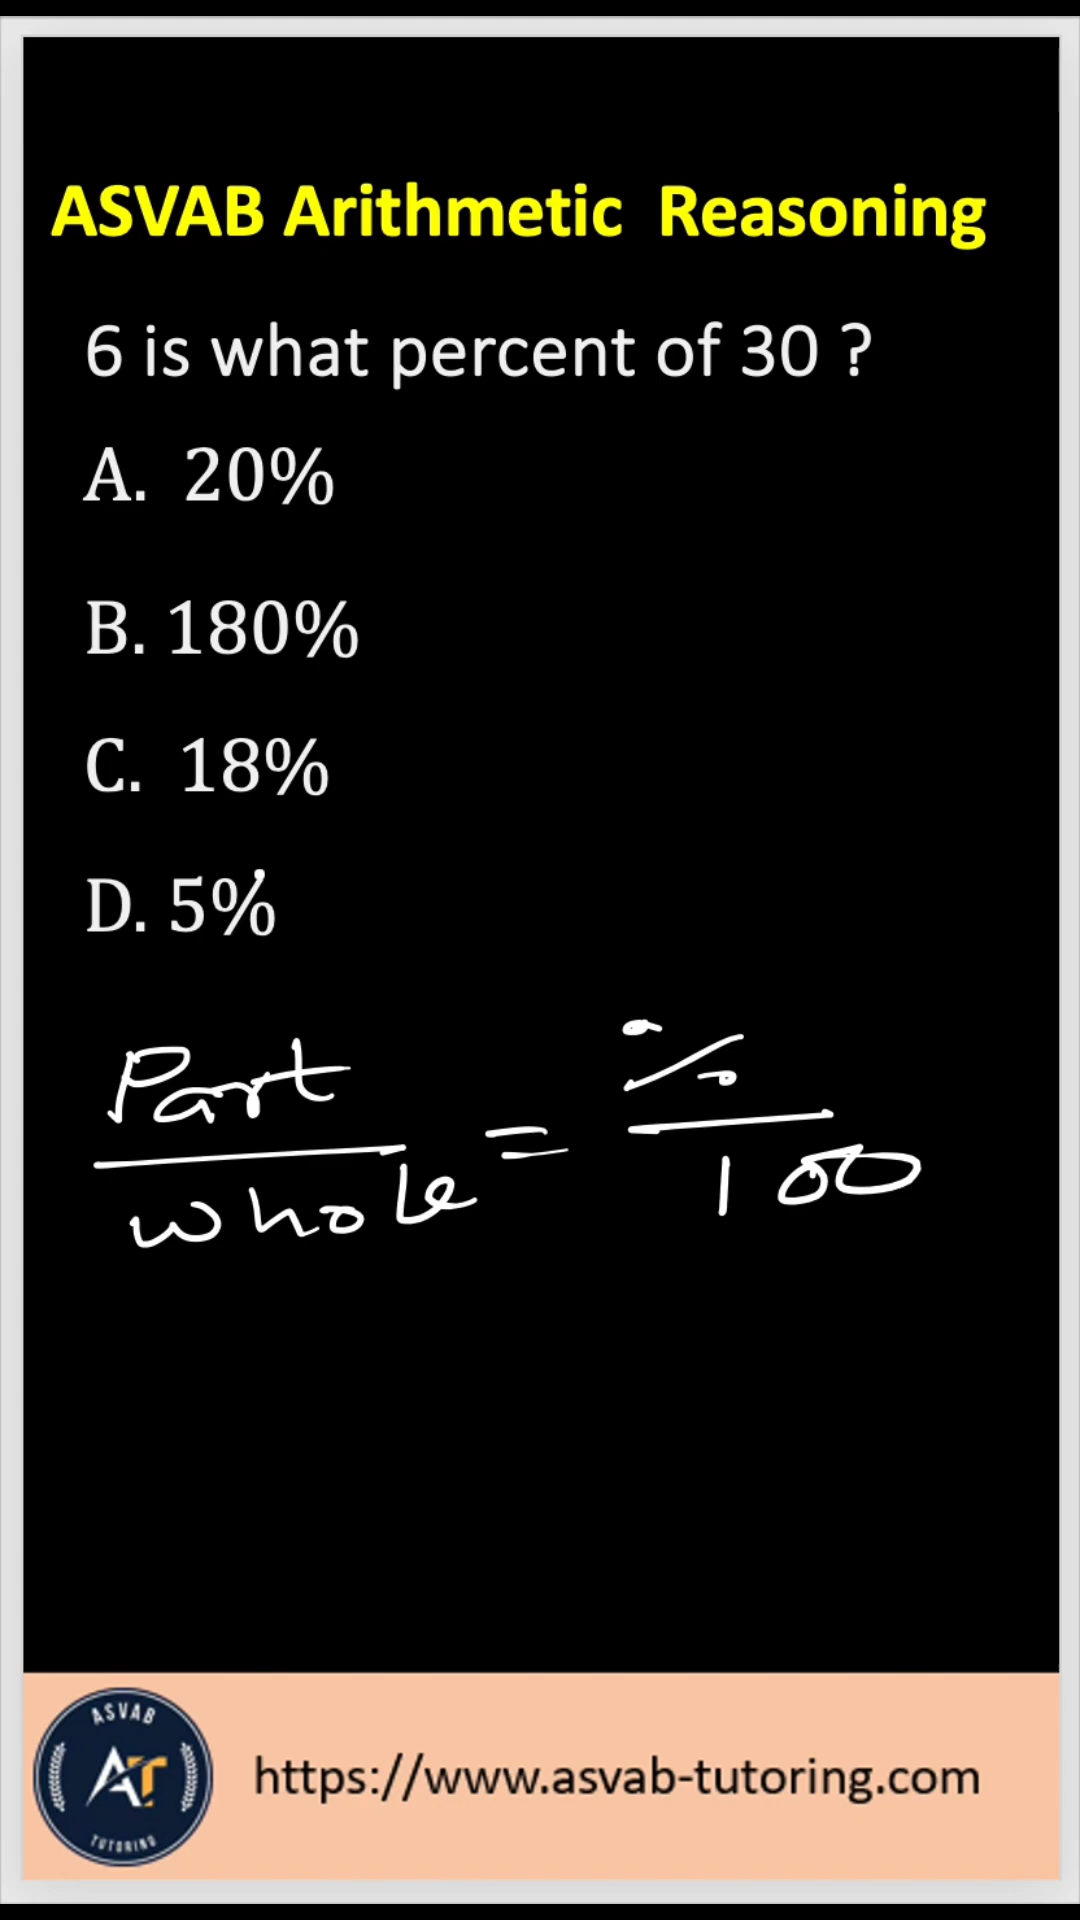 ASVAB Arithmetic Reasoning
6 is what percent of 30 ?
A. 20%
B. 180%
C. 18%
D. 5%
Part
whole
=
%
100
ASVAB
AT
TUTORING
https://www.asvab-tutoring.com